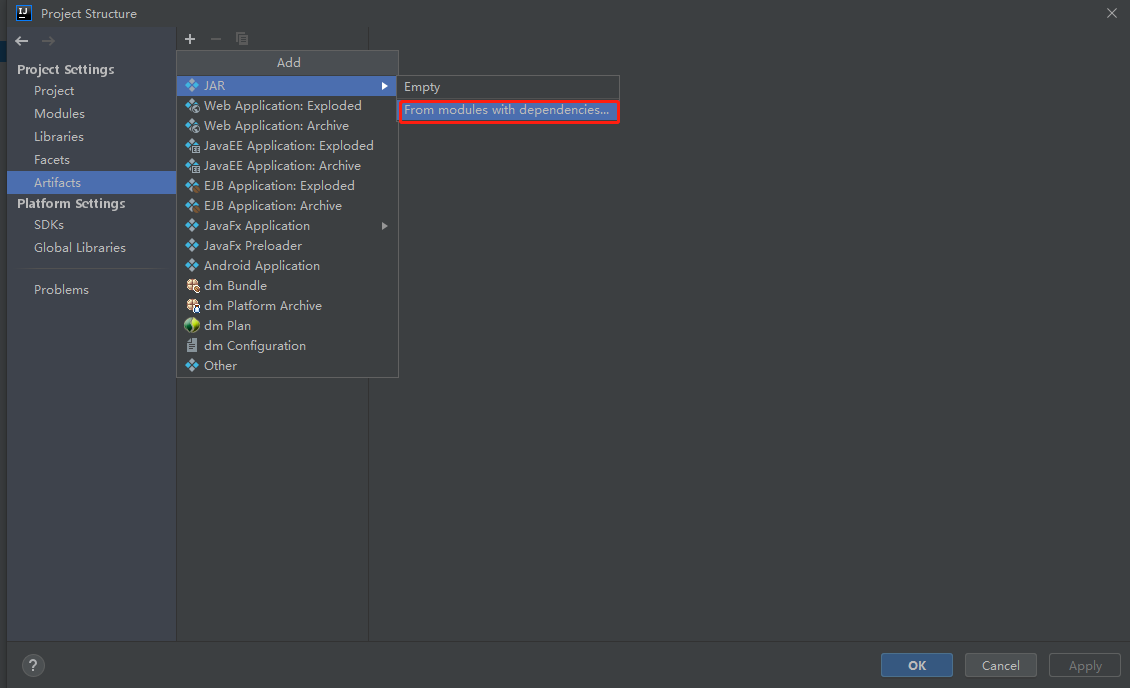 Project Structure
Project Settings
Project
Modules
Libraries
Facets
Artifacts
Platform Settings
SDKs
Global Libraries
Problems
Add
JAR
Web Application: Exploded
Web Application: Archive
JavaEE Application: Exploded
JavaEE Application: Archive
EJB Application: Exploded
EJB Application: Archive
JavaFx Application
JavaFx Preloader
Android Application
dm Bundle
dm Platform Archive
dm Plan
dm Configuration
Other
Empty
From modules with dependencies...
?
OK
Cancel
Apply